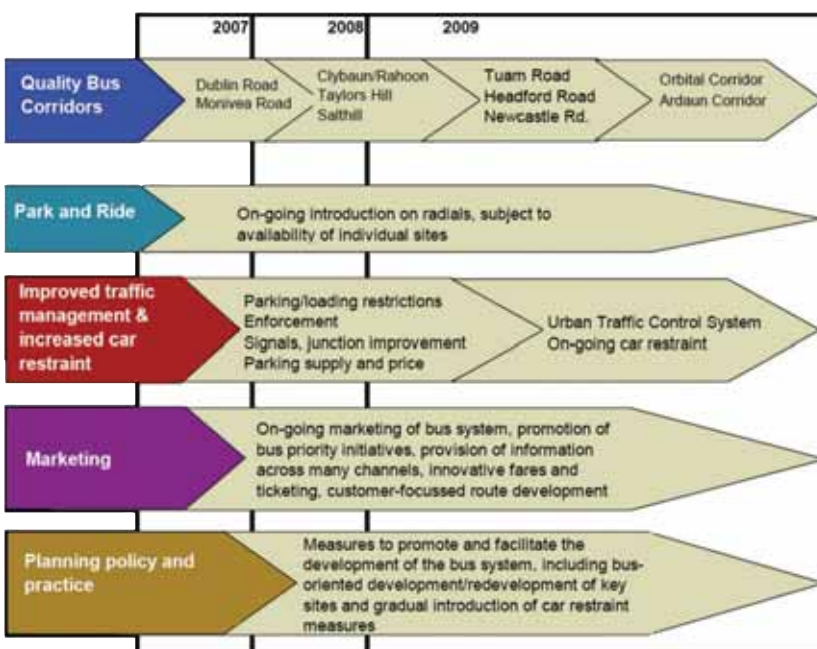 2007 2008 2009
Quality Bus
Corridors
Dublin Road
Monivea Road
Clybaun/Rahoon
Taylors Hill
Salthill
Tuam Road
Headford Road
Newcastle Rd.
Orbital Corridor
Ardaun Corridor
Park and Ride
On-going introduction on radials, subject to
availability of individual sites
Improved traffic
management &
increased car
restraint
Parking/loading restrictions
Enforcement
Signals, junction improvement
Parking supply and price
Urban Traffic Control System
On-going car restraint
Marketing
On-going marketing of bus system, promotion of
bus priority initiatives, provision of information
across many channels, innovative fares and
ticketing, customer-focussed route development
Planning policy and
practice
Measures to promote and facilitate the
development of the bus system, including bus-
oriented development/redevelopment of key
sites and gradual introduction of car restraint
measures